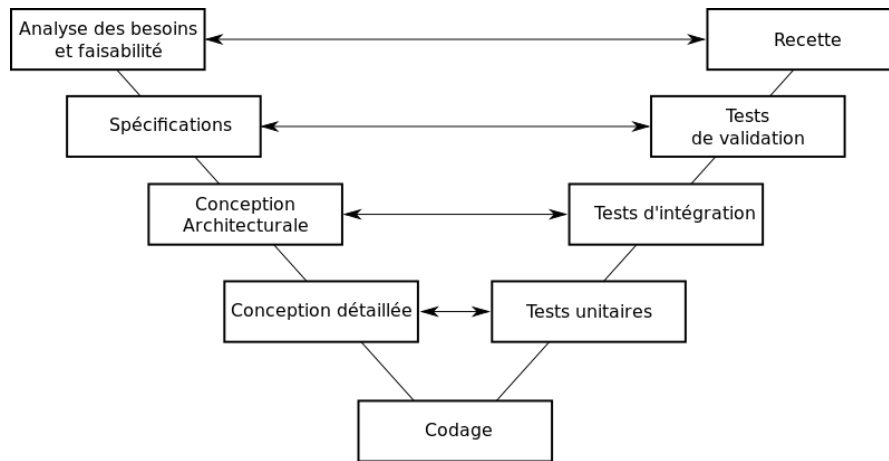 Analyse des besoins
et faisabilité
Recette
Spécifications
Tests
de validation
Conception
Architecturale
Tests d'intégration
Conception détaillée
Tests unitaires
Codage